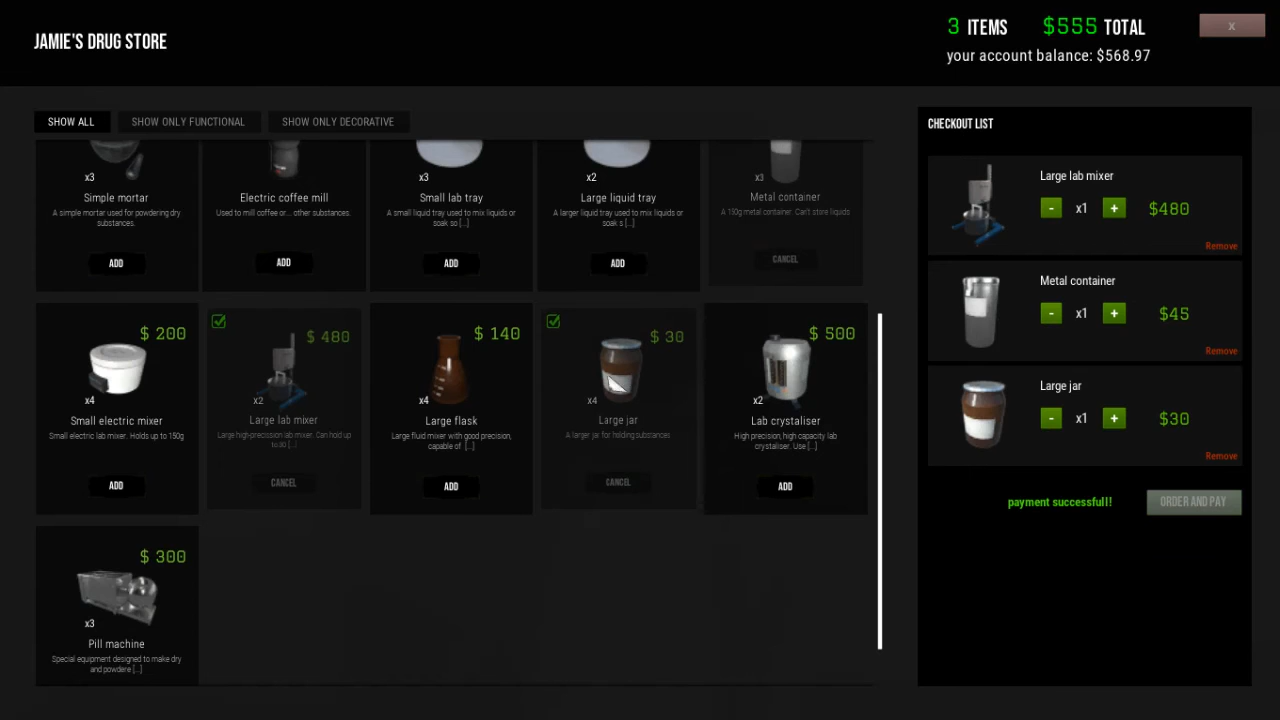 JAMIE'S DRUG STORE
3 ITEMS $555 TOTAL
x
your account balance: $568.97
SHOW ALL
SHOW ONLY FUNCTIONAL
SHOW ONLY DECORATIVE
x3
Simple mortar
A simple mortar used for powdering dry
substances.
ADD
Electric coffee mill
Used to mill coffee or... other substances.
ADD
x3
Small lab tray
A small liquid tray used to mix liquids or
soak so [...]
ADD
x2
Large liquid tray
A larger liquid tray used to mix liquids or
soak s [...]
ADD
x3
Metal container
A 150g metal container. Can't store liquids
CANCEL
$ 200
x4
Small electric mixer
Small electric lab mixer. Holds up to 150g
ADD
$ 480
x2
Large lab mixer
Large high-precission lab mixer. Can hold up
to 30 [...]
CANCEL
$ 140
x4
Large flask
Large fluid mixer with good precision,
capable of [...]
ADD
$ 30
x4
Large jar
A larger jar for holding substances
CANCEL
$ 500
x2
Lab crystaliser
High precision, high capacity lab
crystaliser. Use [...]
ADD
$ 300
x3
Pill machine
Special equipment designed to make dry
and powdere [...]
CHECKOUT LIST
Large lab mixer
- x1 + $480
Remove
Metal container
- x1 + $45
Remove
Large jar
- x1 + $30
Remove
payment successfull!
ORDER AND PAY